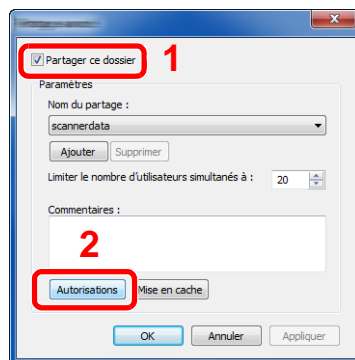 Partager ce dossier
1
Paramètres
Nom du partage :
scannerdata
Ajouter Supprimer
Limiter le nombre d'utilisateurs simultanés à : 20
Commentaires :
2
Autorisations Mise en cache
OK Annuler Appliquer